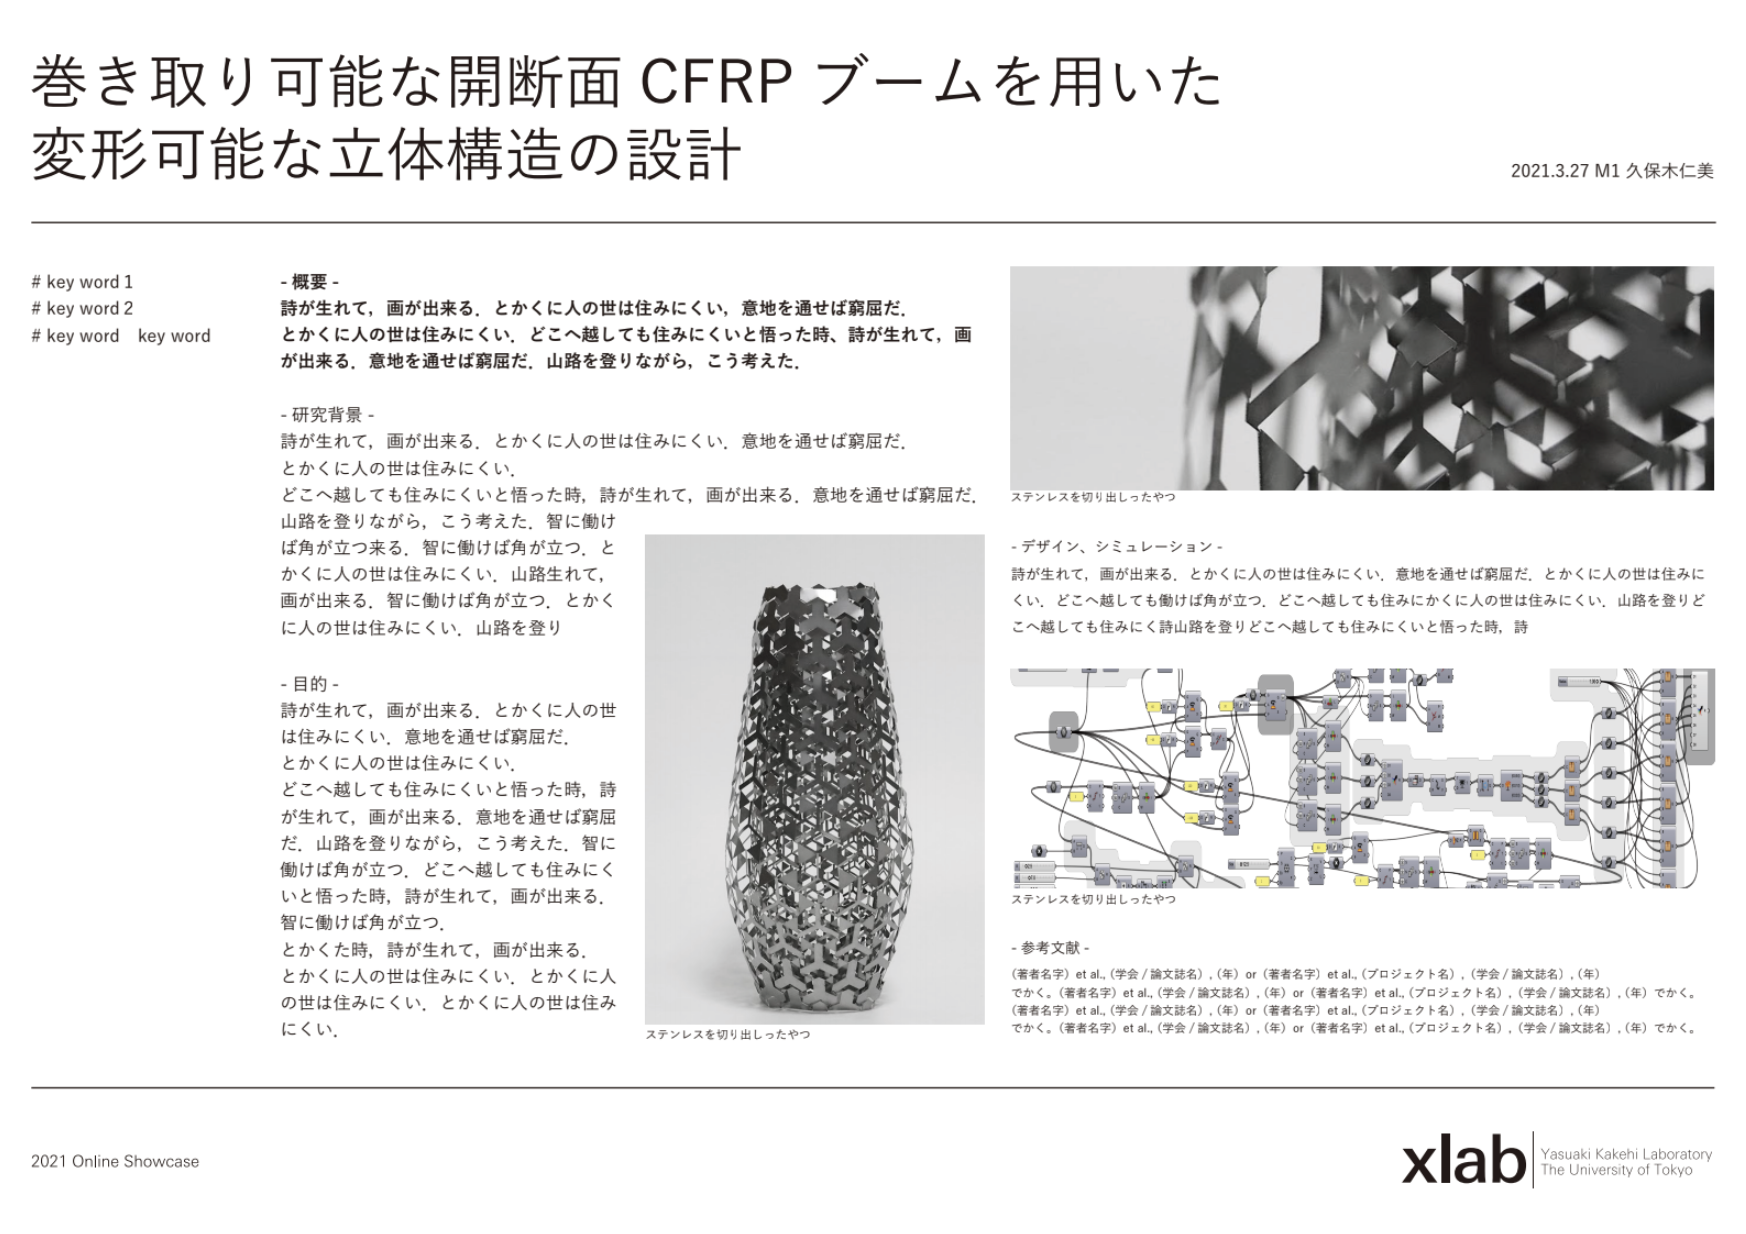 巻き取り可能な開断面 CFRP ブームを用いた
変形可能な立体構造の設計
2021.3.27 M1 久保木仁美
# key word 1
# key word 2
# key word　key word
- 概要 -
詩が生れて，画が出来る．とかくに人の世は住みにくい，意地を通せば窮屈だ．
とかくに人の世は住みにくい．どこへ越しても住みにくいと悟った時、詩が生れて，画
が出来る．意地を通せば窮屈だ．山路を登りながら，こう考えた．
- 研究背景 -
詩が生れて，画が出来る．とかくに人の世は住みにくい．意地を通せば窮屈だ．
とかくに人の世は住みにくい．
どこへ越しても住みにくいと悟った時，詩が生れて，画が出来る．意地を通せば窮屈だ．
山路を登りながら，こう考えた．智に働け
ば角が立つ来る．智に働けば角が立つ．と
かくに人の世は住みにくい．山路生れて，
画が出来る．智に働けば角が立つ．とかく
に人の世は住みにくい．山路を登り
- 目的 -
詩が生れて，画が出来る．とかくに人の世
は住みにくい．意地を通せば窮屈だ．
とかくに人の世は住みにくい．
どこへ越しても住みにくいと悟った時，詩
が生れて，画が出来る．意地を通せば窮屈
だ．山路を登りながら，こう考えた．智に
働けば角が立つ．どこへ越しても住みにく
いと悟った時，詩が生れて，画が出来る．
智に働けば角が立つ．
とかくた時，詩が生れて，画が出来る．
とかくに人の世は住みにくい．とかくに人
の世は住みにくい．とかくに人の世は住み
にくい．
ステンレスを切り出しったやつ
ステンレスを切り出しったやつ
- デザイン、シミュレーション -
詩が生れて，画が出来る．とかくに人の世は住みにくい．意地を通せば窮屈だ．とかくに人の世は住みに
くい．どこへ越しても働けば角が立つ．どこへ越しても住みにかくに人の世は住みにくい．山路を登りど
こへ越しても住みにく詩山路を登りどこへ越しても住みにくいと悟った時，詩
ステンレスを切り出しったやつ
- 参考文献 -
（著者名字）et al.,（学会 / 論文誌名）,（年）or（著者名字）et al.,（プロジェクト名）,（学会 / 論文誌名）,（年）
でかく。（著者名字）et al.,（学会 / 論文誌名）,（年）or（著者名字）et al.,（プロジェクト名）,（学会 / 論文誌名）,（年）でかく。
（著者名字）et al.,（学会 / 論文誌名）,（年）or（著者名字）et al.,（プロジェクト名）,（学会 / 論文誌名）,（年）
でかく。（著者名字）et al.,（学会 / 論文誌名）,（年）or（著者名字）et al.,（プロジェクト名）,（学会 / 論文誌名）,（年）でかく。
2021 Online Showcase
xlab
Yasuaki Kakehi Laboratory
The University of Tokyo